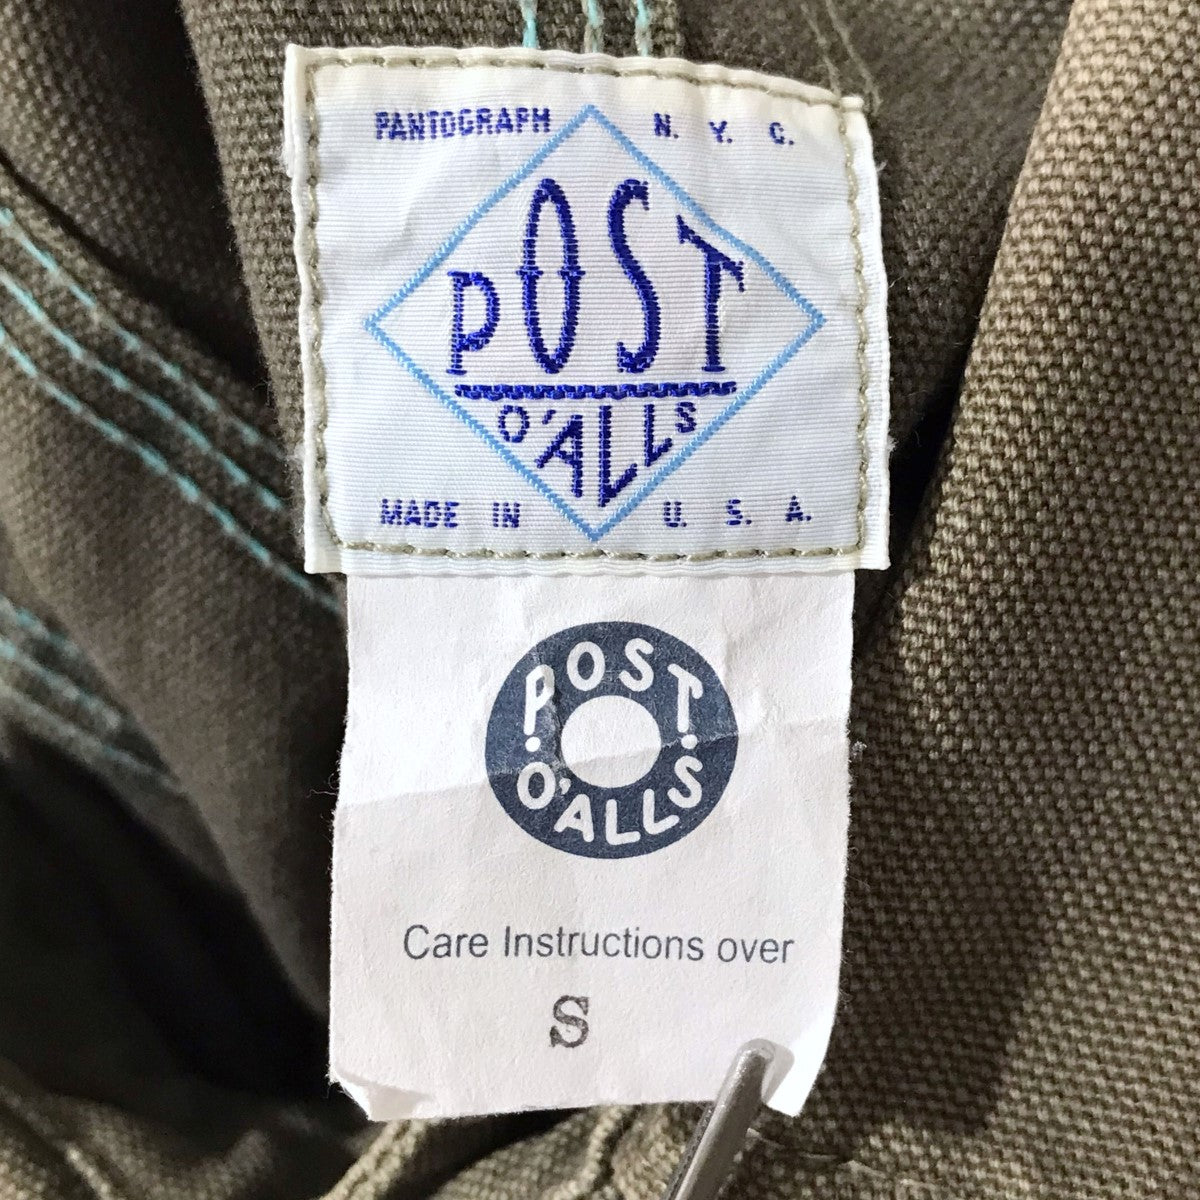 PANTOGRAPH N. Y. C.
POST
O'ALLS
MADE IN U. S. A.
POST.
.O'ALLS
Care Instructions over
S